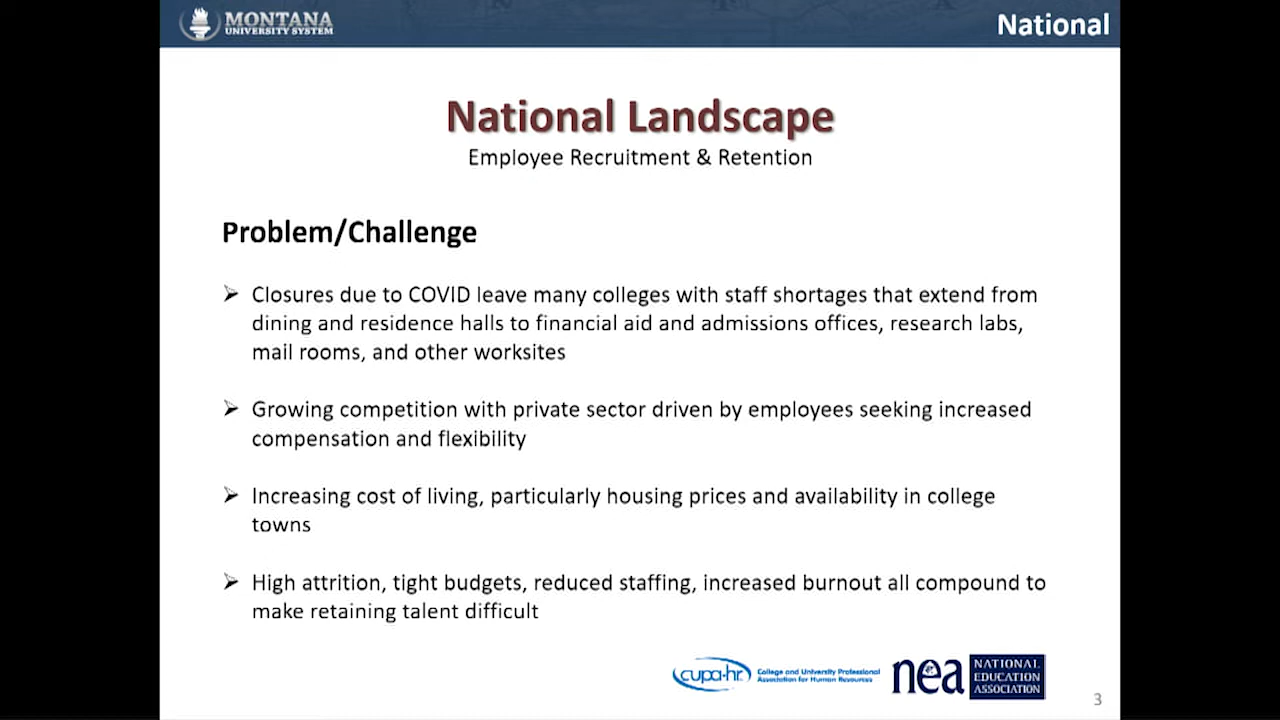 MONTANA
UNIVERSITY SYSTEM
National
National Landscape
Employee Recruitment & Retention
Problem/Challenge
➢ Closures due to COVID leave many colleges with staff shortages that extend from
dining and residence halls to financial aid and admissions offices, research labs,
mail rooms, and other worksites
➢ Growing competition with private sector driven by employees seeking increased
compensation and flexibility
➢ Increasing cost of living, particularly housing prices and availability in college
towns
➢ High attrition, tight budgets, reduced staffing, increased burnout all compound to
make retaining talent difficult
cupa-hr
College and University Professional
Association for Human Resources
nea
NATIONAL
EDUCATION
ASSOCIATION
3